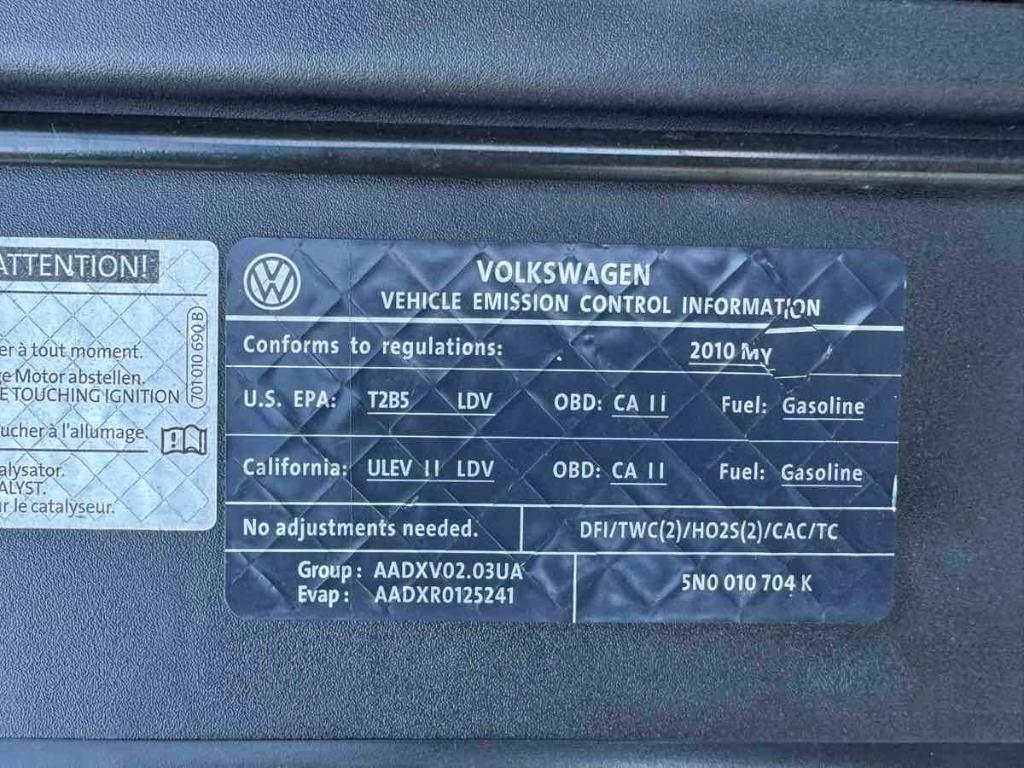 ATTENTION!
er à tout moment.
ge Motor abstellen.
E TOUCHING IGNITION
ucher à l'allumage.
alysator.
ALYST.
r le catalyseur.
701 010 690 B
VOLKSWAGEN
VEHICLE EMISSION CONTROL INFORMATION
Conforms to regulations: 2010 My
U.S. EPA: T2B5 LDV OBD: CA II Fuel: Gasoline
California: ULEV II LDV OBD: CA II Fuel: Gasoline
No adjustments needed. DFI/TWC(2)/HO2S(2)/CAC/TC
Group: AADXV02.03UA
Evap: AADXR0125241
5N0 010 704 K